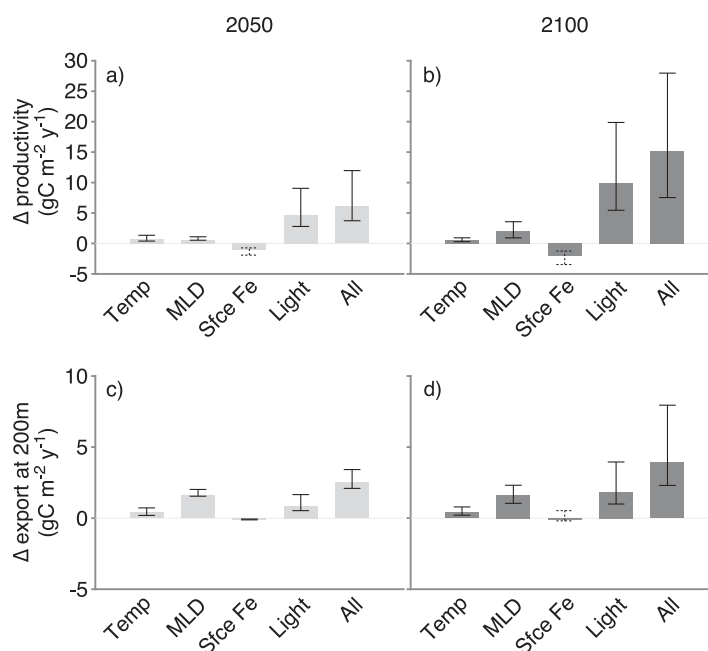 2050
2100
Δ productivity
(gC m-2 y-1)
30
25
20
15
10
5
0
-5
a)
b)
Temp
MLD
Sfce Fe
Light
All
Temp
MLD
Sfce Fe
Light
All
Δ export at 200m
(gC m-2 y-1)
10
5
0
-5
c)
d)
Temp
MLD
Sfce Fe
Light
All
Temp
MLD
Sfce Fe
Light
All